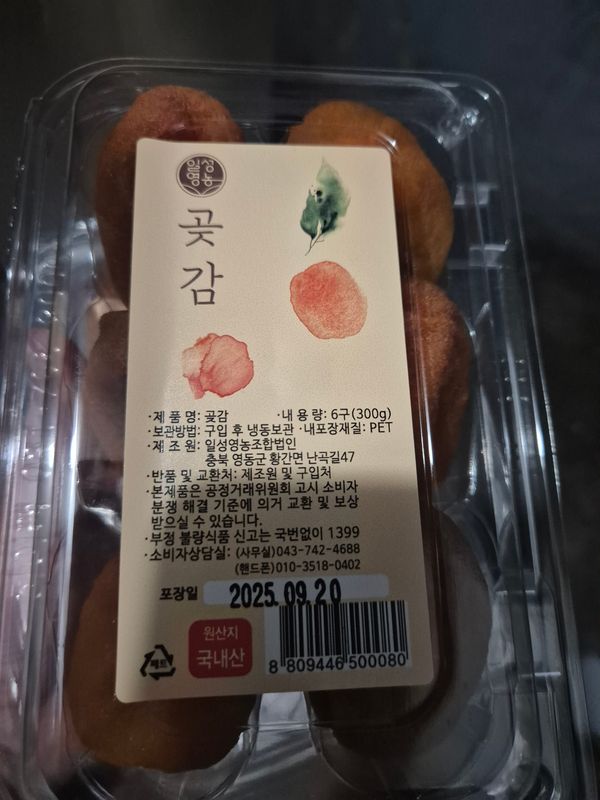 일성
영농
곶감
·제 품 명: 곶감 ·내 용 량: 6구(300g)
·보관방법: 구입 후 냉동보관 ·내포장재질: PET
·제 조 원: 일성영농조합법인
충북 영동군 황간면 난곡길47
·반품 및 교환처: 제조원 및 구입처
·본제품은 공정거래위원회 고시 소비자
분쟁 해결 기준에 의거 교환 및 보상
받으실 수 있습니다.
·부정 불량식품 신고는 국번없이 1399
·소비자상담실: (사무실)043-742-4688
(핸드폰)010-3518-0402
포장일 2025.09.20
원산지
국내산
페트
8 809446 500080